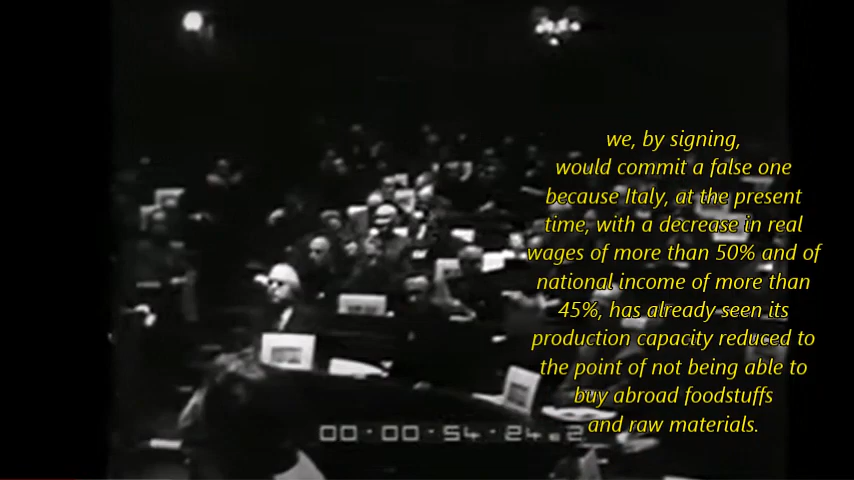 we, by signing,
would commit a false one
because Italy, at the present
time, with a decrease in real
wages of more than 50% and of
national income of more than
45%, has already seen its
production capacity reduced to
the point of not being able to
buy abroad foodstuffs
and raw materials.
00·00·54·24.2